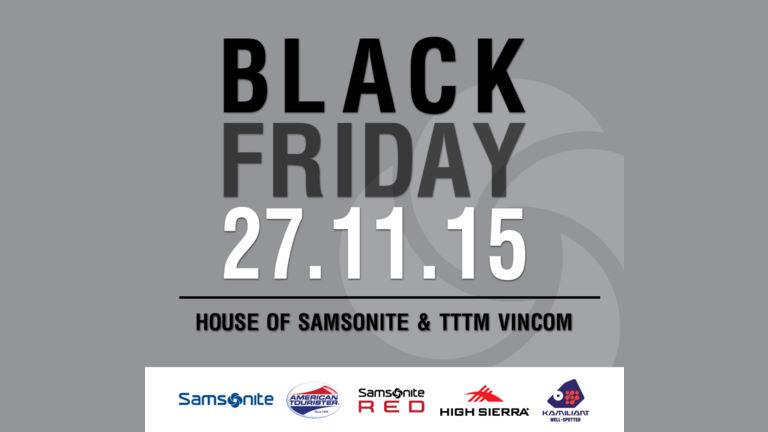 BLACK
FRIDAY
27.11.15
HOUSE OF SAMSONITE & TTTM VINCOM
Samsonite
AMERICAN
TOURISTER
Samsonite
RED
HIGH SIERRA
KAMILIANT
WELL-SPOTTED